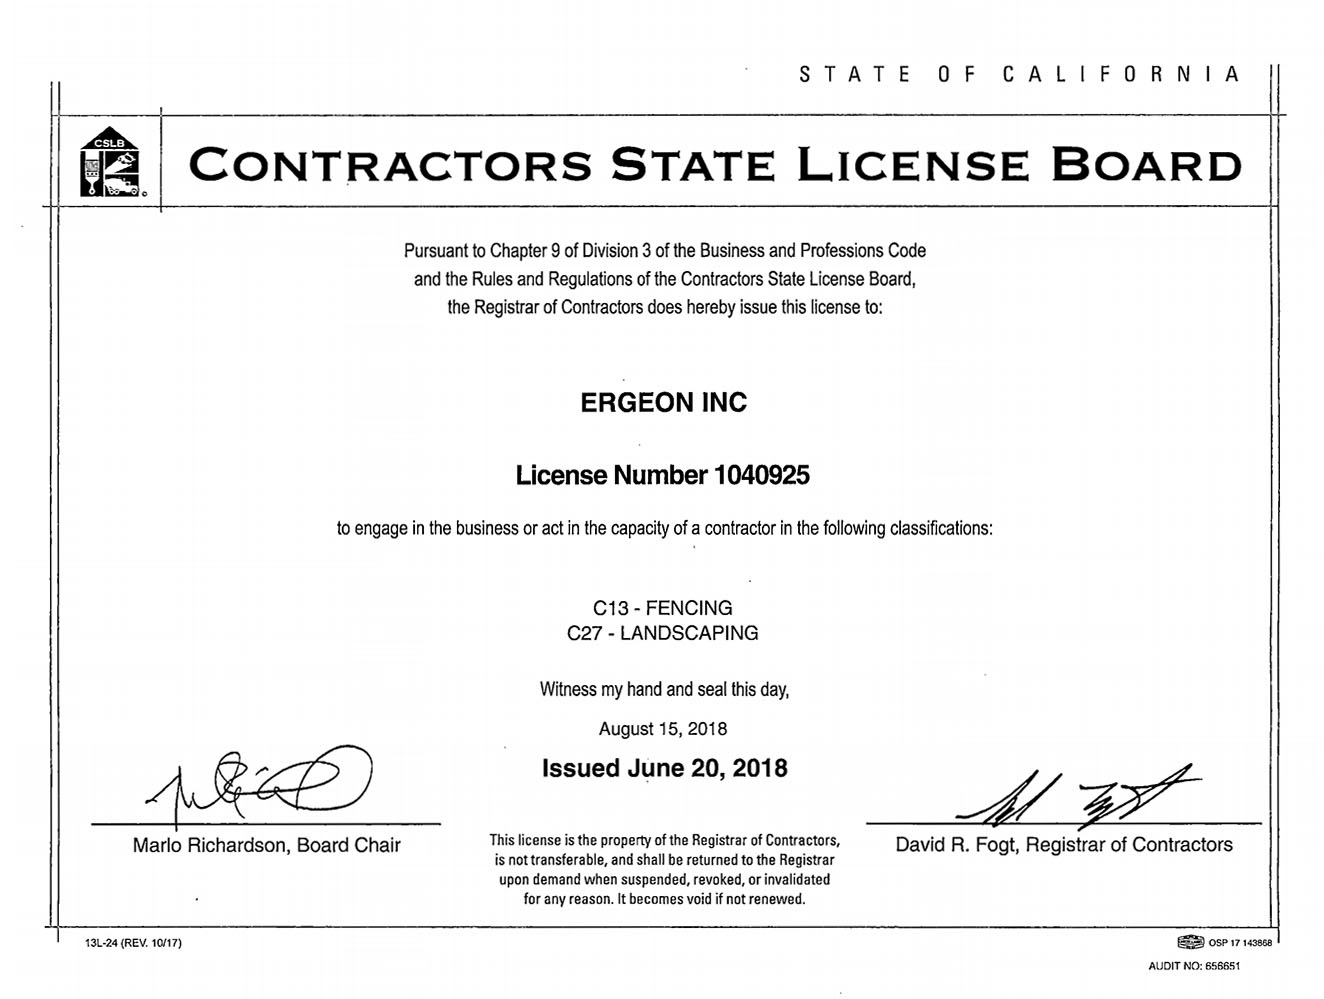 STATE OF CALIFORNIA
CSLB
CONTRACTORS STATE LICENSE BOARD
Pursuant to Chapter 9 of Division 3 of the Business and Professions Code
and the Rules and Regulations of the Contractors State License Board,
the Registrar of Contractors does hereby issue this license to:
ERGEON INC
License Number 1040925
to engage in the business or act in the capacity of a contractor in the following classifications:
C13 - FENCING
C27 - LANDSCAPING
Witness my hand and seal this day,
August 15, 2018
Issued June 20, 2018
Marlo Richardson, Board Chair
This license is the property of the Registrar of Contractors,
is not transferable, and shall be returned to the Registrar
upon demand when suspended, revoked, or invalidated
for any reason. It becomes void if not renewed.
David R. Fogt, Registrar of Contractors
13L-24 (REV. 10/17)
OSP 17 143868
AUDIT NO: 656651